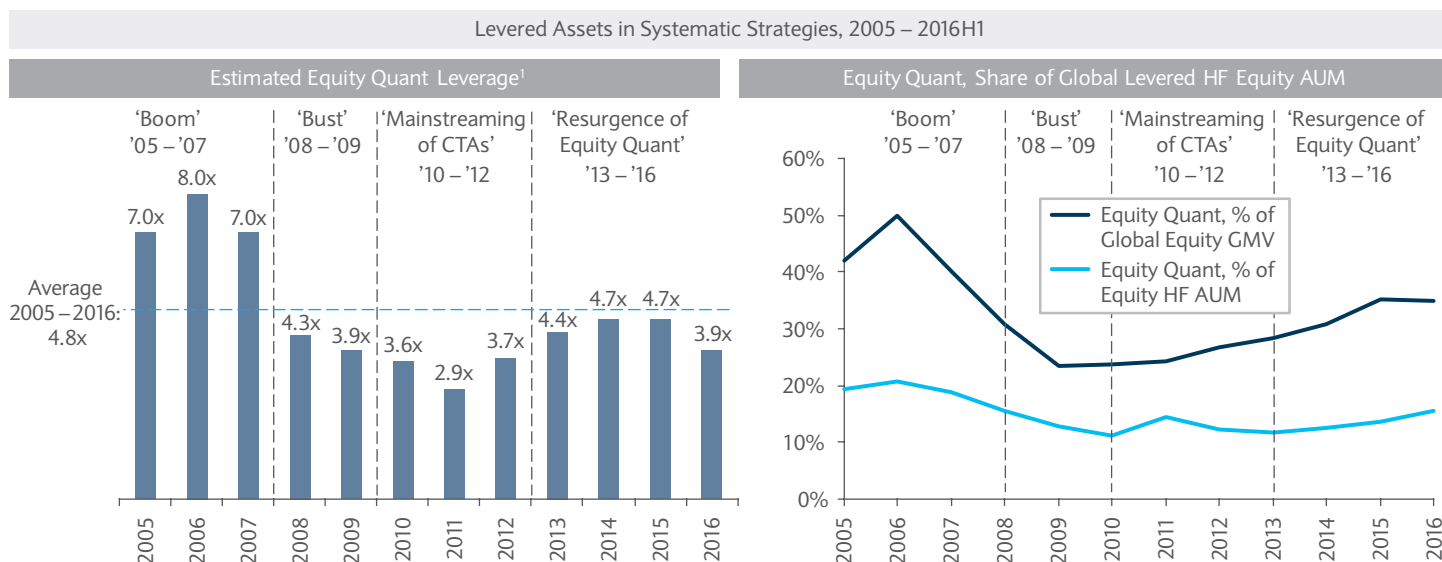 Levered Assets in Systematic Strategies, 2005 – 2016H1
Estimated Equity Quant Leverage¹
‘Boom’
’05 – ’07
‘Bust’
’08 – ’09
‘Mainstreaming
of CTAs’
’10 – ’12
‘Resurgence of
Equity Quant’
’13 – ’16
7.0x
8.0x
7.0x
4.3x
3.9x
3.6x
2.9x
3.7x
4.4x
4.7x
4.7x
3.9x
Average
2005 – 2016:
4.8x
2005
2006
2007
2008
2009
2010
2011
2012
2013
2014
2015
2016
Equity Quant, Share of Global Levered HF Equity AUM
‘Boom’
’05 – ’07
‘Bust’
’08 – ’09
‘Mainstreaming
of CTAs’
’10 – ’12
‘Resurgence of
Equity Quant’
’13 – ’16
60%
50%
40%
30%
20%
10%
0%
Equity Quant, % of
Global Equity GMV
Equity Quant, % of
Equity HF AUM
2005
2006
2007
2008
2009
2010
2011
2012
2013
2014
2015
2016